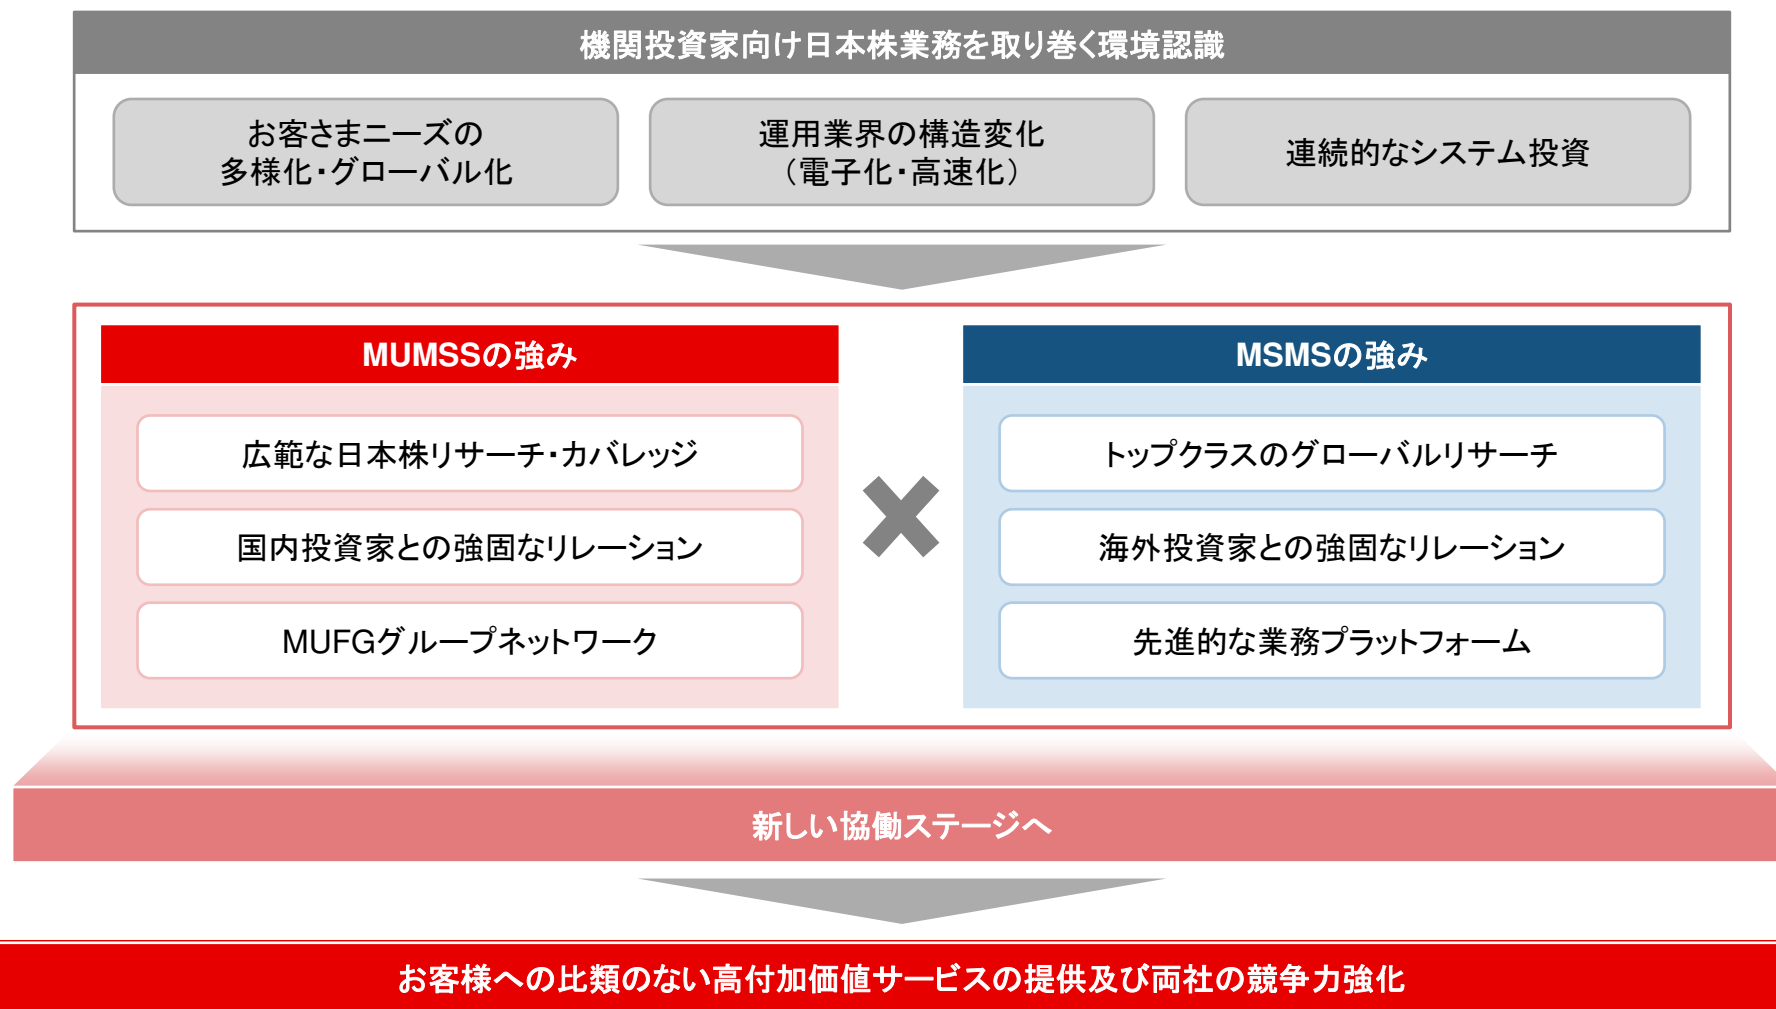 機関投資家向け日本株業務を取り巻く環境認識
お客さまニーズの
多様化・グローバル化
運用業界の構造変化
（電子化・高速化）
連続的なシステム投資
MUMSSの強み
広範な日本株リサーチ・カバレッジ
国内投資家との強固なリレーション
MUFGグループネットワーク
MSMSの強み
トップクラスのグローバルリサーチ
海外投資家との強固なリレーション
先進的な業務プラットフォーム
新しい協働ステージへ
お客様への比類のない高付加価値サービスの提供及び両社の競争力強化